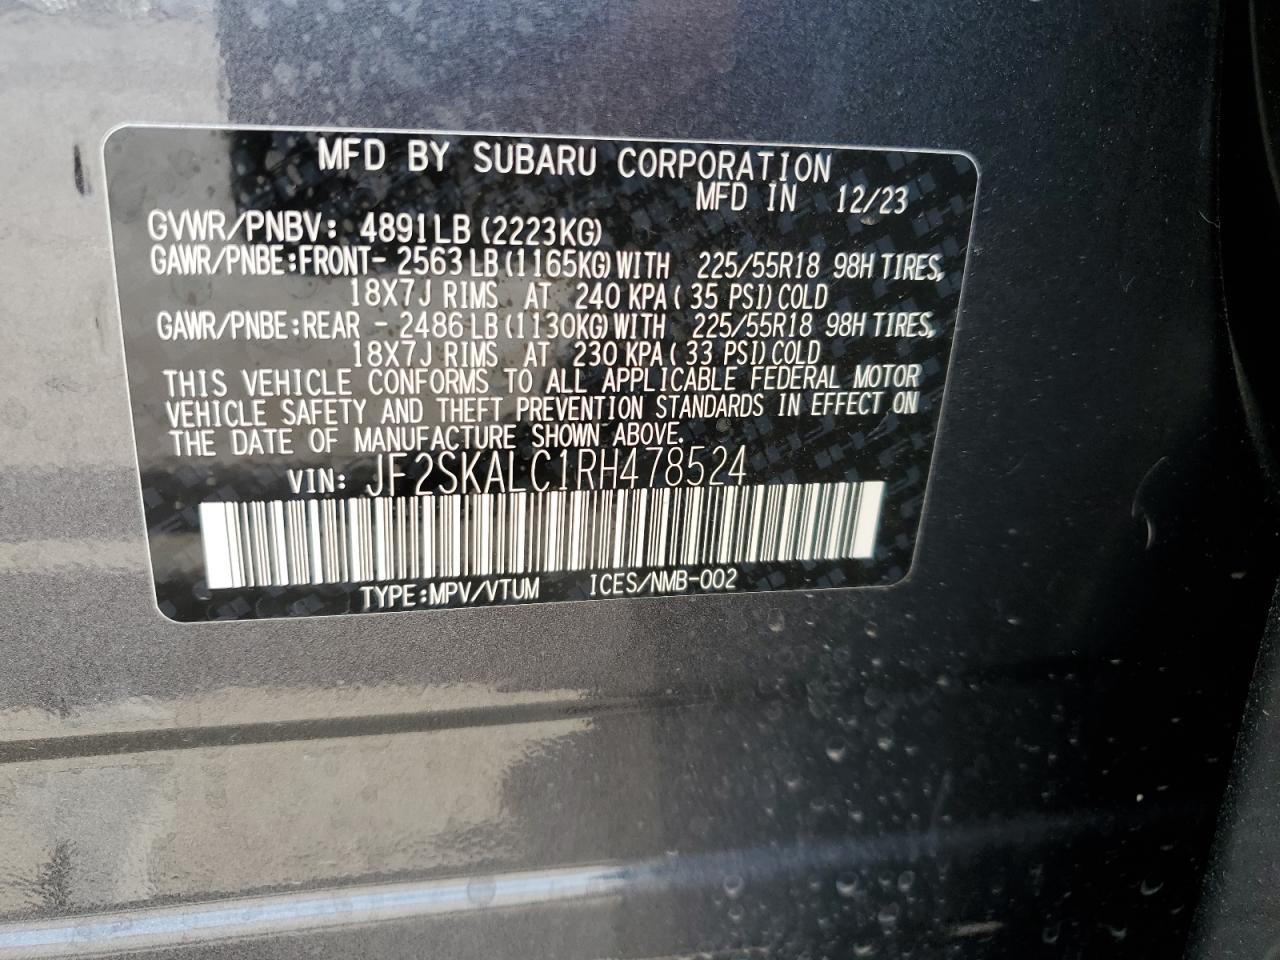 MFD BY SUBARU CORPORATION
MFD IN 12/23
GVWR/PNBV: 4891LB (2223KG)
GAWR/PNBE:FRONT- 2563 LB (1165KG) WITH 225/55R18 98H TIRES,
18X7J RIMS AT 240 KPA ( 35 PSI) COLD
GAWR/PNBE:REAR - 2486 LB (1130KG) WITH 225/55R18 98H TIRES,
18X7J RIMS AT 230 KPA ( 33 PSI) COLD
THIS VEHICLE CONFORMS TO ALL APPLICABLE FEDERAL MOTOR
VEHICLE SAFETY AND THEFT PREVENTION STANDARDS IN EFFECT ON
THE DATE OF MANUFACTURE SHOWN ABOVE.
VIN: JF2SKALC1RH478524
TYPE:MPV/VTUM ICES/NMB-002